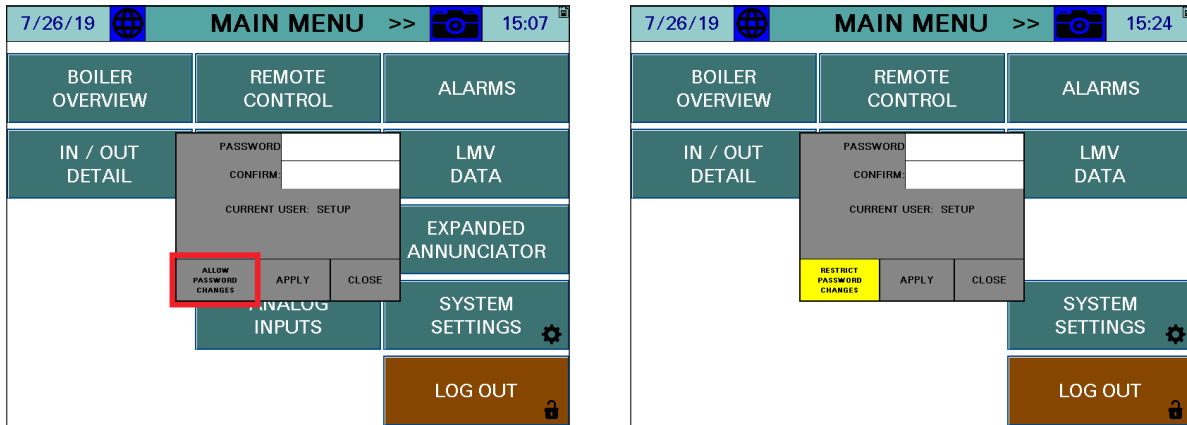 7/26/19 MAIN MENU >> 15:07
BOILER OVERVIEW
REMOTE CONTROL
ALARMS
IN / OUT DETAIL
PASSWORD
CONFIRM:
CURRENT USER: SETUP
ALLOW PASSWORD CHANGES
APPLY
CLOSE
LMV DATA
EXPANDED ANNUNCIATOR
ANALOG INPUTS
SYSTEM SETTINGS
LOG OUT
7/26/19 MAIN MENU >> 15:24
BOILER OVERVIEW
REMOTE CONTROL
ALARMS
IN / OUT DETAIL
PASSWORD
CONFIRM:
CURRENT USER: SETUP
RESTRICT PASSWORD CHANGES
APPLY
CLOSE
LMV DATA
SYSTEM SETTINGS
LOG OUT